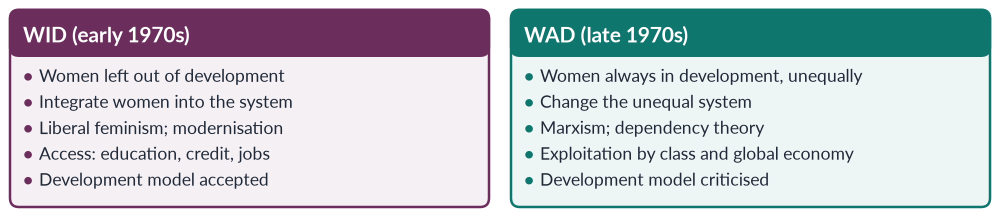 WID (early 1970s)
• Women left out of development
• Integrate women into the system
• Liberal feminism; modernisation
• Access: education, credit, jobs
• Development model accepted
WAD (late 1970s)
• Women always in development, unequally
• Change the unequal system
• Marxism; dependency theory
• Exploitation by class and global economy
• Development model criticised